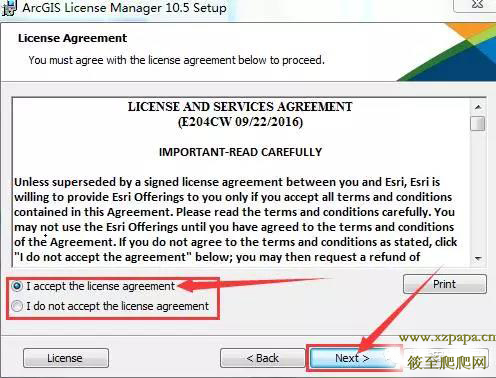 ArcGIS License Manager 10.5 Setup
License Agreement
You must agree with the license agreement below to proceed.
LICENSE AND SERVICES AGREEMENT
(E204CW 09/22/2016)
IMPORTANT-READ CAREFULLY
Unless superseded by a signed license agreement between you and Esri, Esri is
willing to provide Esri Offerings to you only if you accept all terms and conditions
contained in this Agreement. Please read the terms and conditions carefully. You
may not use the Esri Offerings until you have agreed to the terms and conditions
of the Agreement. If you do not agree to the terms and conditions as stated, click
"I do not accept the agreement" below; you may then request a refund of
I accept the license agreement
Print
I do not accept the license agreement
www.xzpapa.cn
License
< Back
Next >
筱至爬爬网